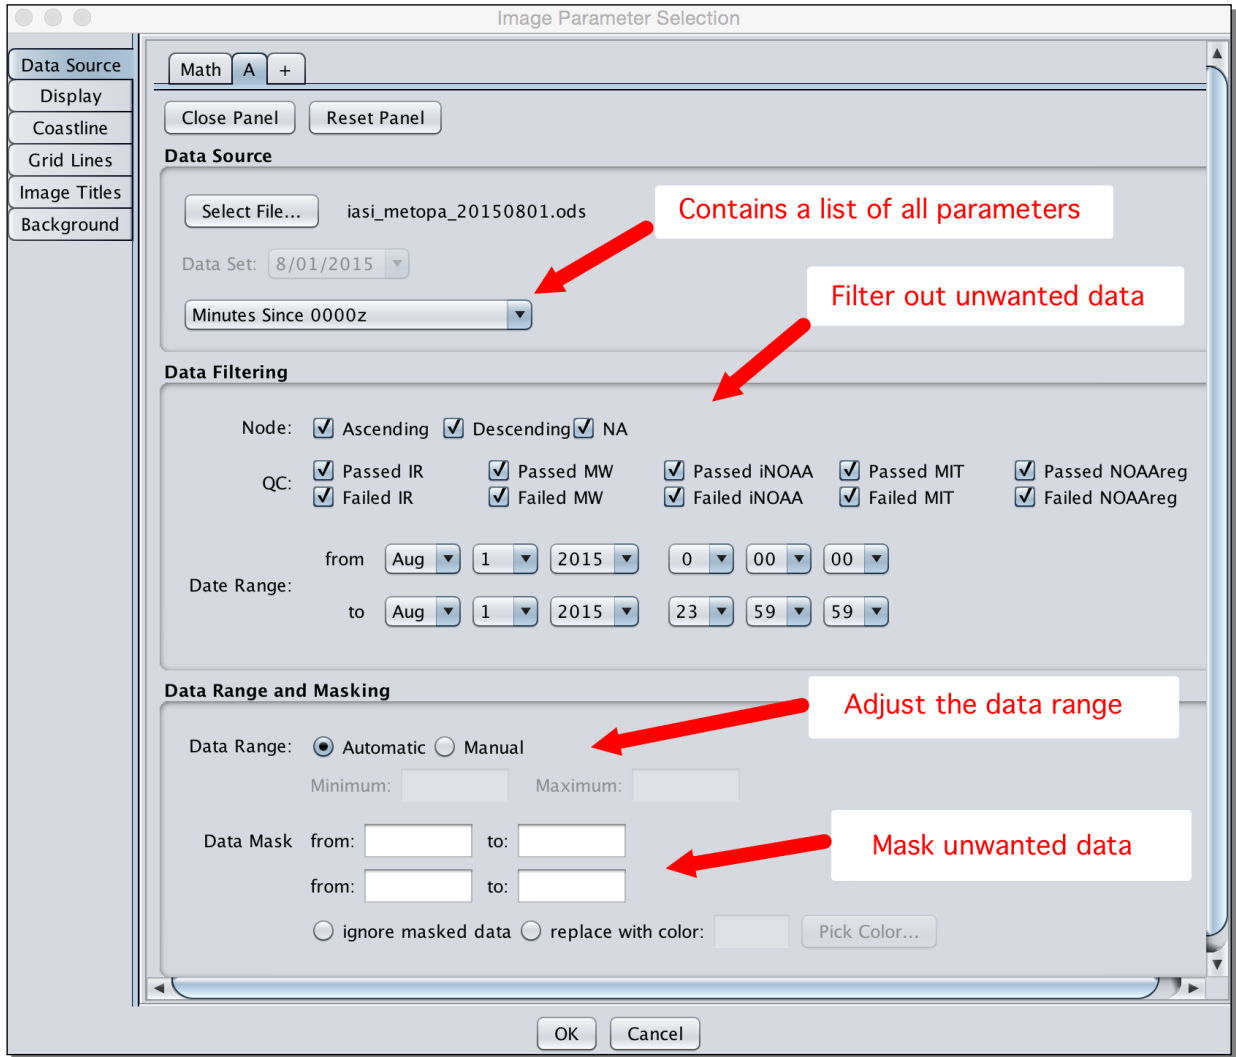 Image Parameter Selection
Data Source
Display
Coastline
Grid Lines
Image Titles
Background
Math A +
Close Panel Reset Panel
Data Source
Select File... iasi_metopa_20150801.ods
Contains a list of all parameters
Data Set: 8/01/2015
Filter out unwanted data
Minutes Since 0000z
Data Filtering
Node: Ascending Descending NA
QC:
Passed IR Passed MW Passed iNOAA Passed MIT Passed NOAAreg
Failed IR Failed MW Failed iNOAA Failed MIT Failed NOAAreg
Date Range:
from Aug 1 2015 0 00 00
to Aug 1 2015 23 59 59
Data Range and Masking
Adjust the data range
Data Range: Automatic Manual
Minimum: Maximum:
Data Mask from: to:
Mask unwanted data
from: to:
ignore masked data replace with color: Pick Color...
OK Cancel